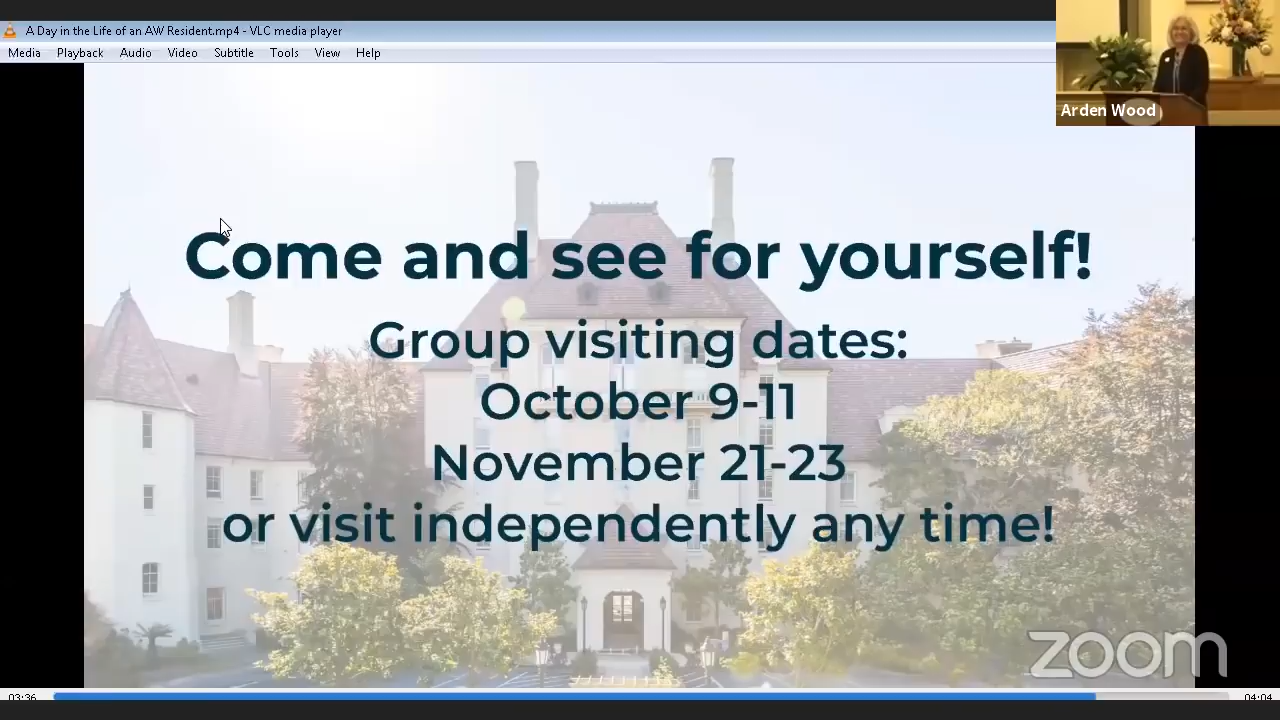 A Day in the Life of an AW Resident.mp4 - VLC media player
Media Playback Audio Video Subtitle Tools View Help
Arden Wood
Come and see for yourself!
Group visiting dates:
October 9-11
November 21-23
or visit independently any time!
zoom
03:36
04:04